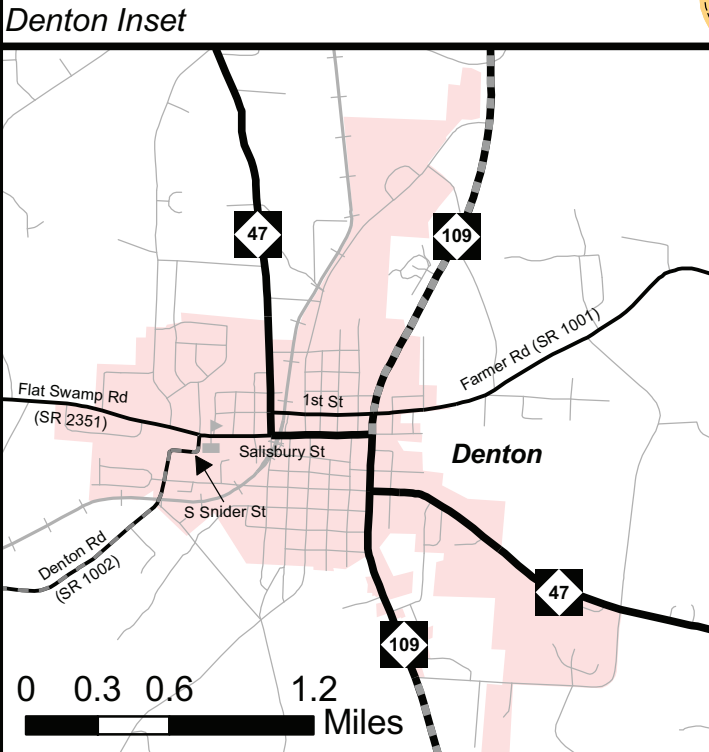 Denton Inset
47
109
Farmer Rd (SR 1001)
Flat Swamp Rd
(SR 2351)
1st St
Salisbury St
Denton
S Snider St
Denton Rd
(SR 1002)
47
109
0 0.3 0.6 1.2
Miles